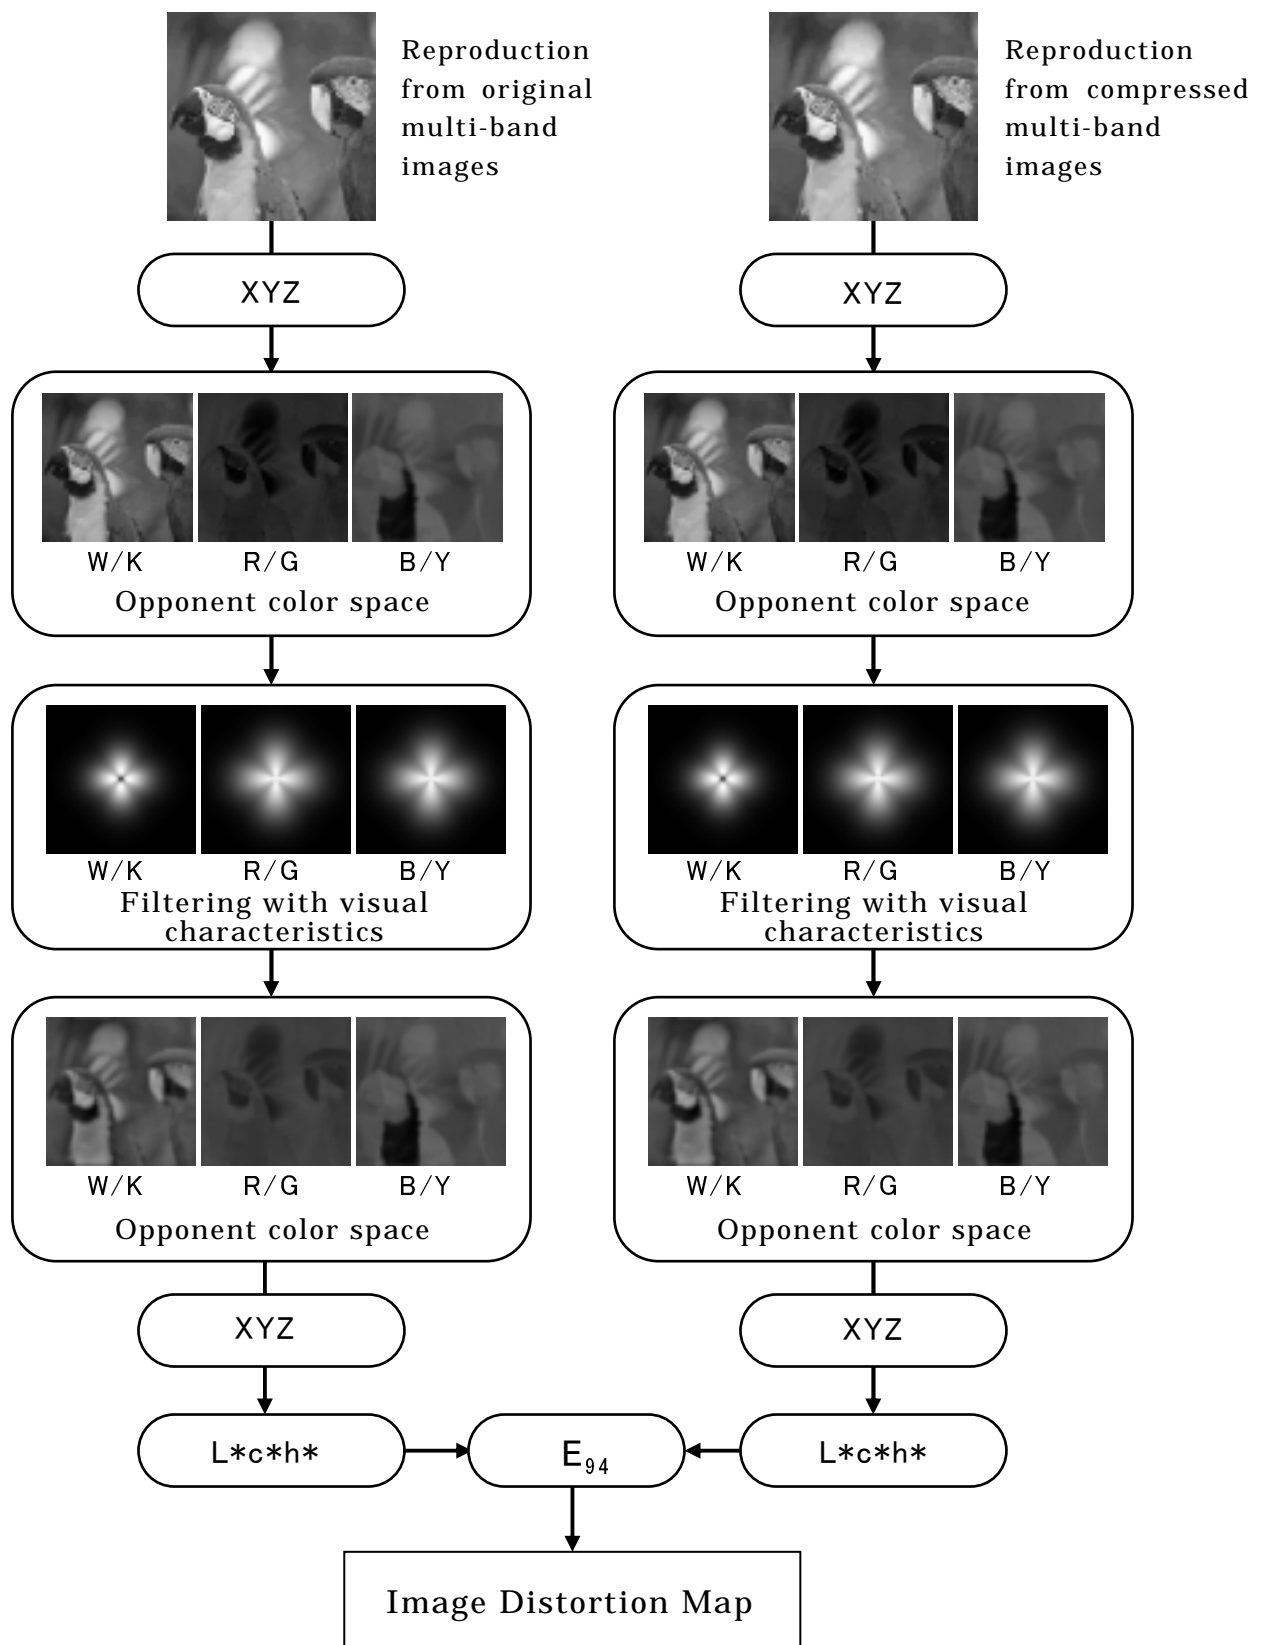 Reproduction
from original
multi-band
images
Reproduction
from compressed
multi-band
images
XYZ
XYZ
W/K R/G B/Y
Opponent color space
W/K R/G B/Y
Opponent color space
W/K R/G B/Y
Filtering with visual
characteristics
W/K R/G B/Y
Filtering with visual
characteristics
W/K R/G B/Y
Opponent color space
W/K R/G B/Y
Opponent color space
XYZ
XYZ
L*c*h*
E94
L*c*h*
Image Distortion Map